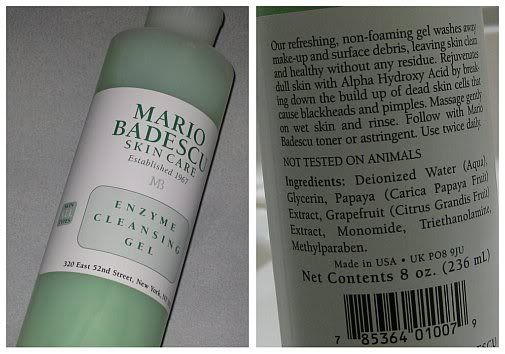 MARIO
BADESCU
SKIN CARE
Established 1967
MB
ENZYME
CLEANSING
GEL
320 East 52nd Street, New York, NY
Our refreshing, non-foaming gel washes away
make-up and surface debris, leaving skin clean
and healthy without any residue. Rejuvenates
dull skin with Alpha Hydroxy Acid by break-
ing down the build up of dead skin cells that
cause blackheads and pimples. Massage gently
on wet skin and rinse. Follow with Mario
Badescu toner or astringent. Use twice daily.
NOT TESTED ON ANIMALS
Ingredients: Deionized Water (Aqua),
Glycerin, Papaya (Carica Papaya Fruit)
Extract, Grapefruit (Citrus Grandis Fruit)
Extract, Monomide, Triethanolamine,
Methylparaben.
Made in USA • UK PO8 9JU
Net Contents 8 oz. (236 mL)
7 85364 01007 9
ESCU